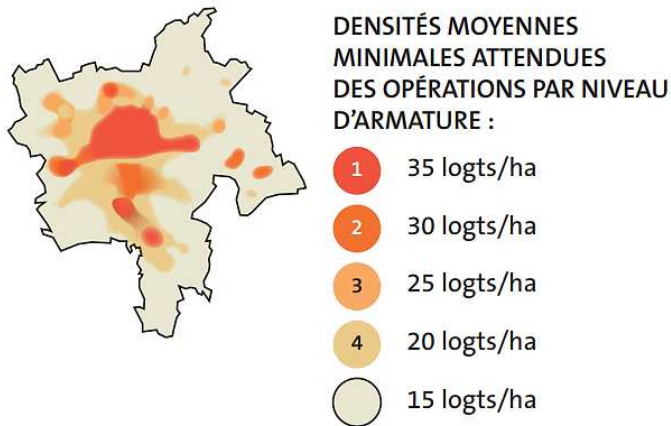 DENSITÉS MOYENNES
MINIMALES ATTENDUES
DES OPÉRATIONS PAR NIVEAU
D’ARMATURE :
1 35 logts/ha
2 30 logts/ha
3 25 logts/ha
4 20 logts/ha
15 logts/ha